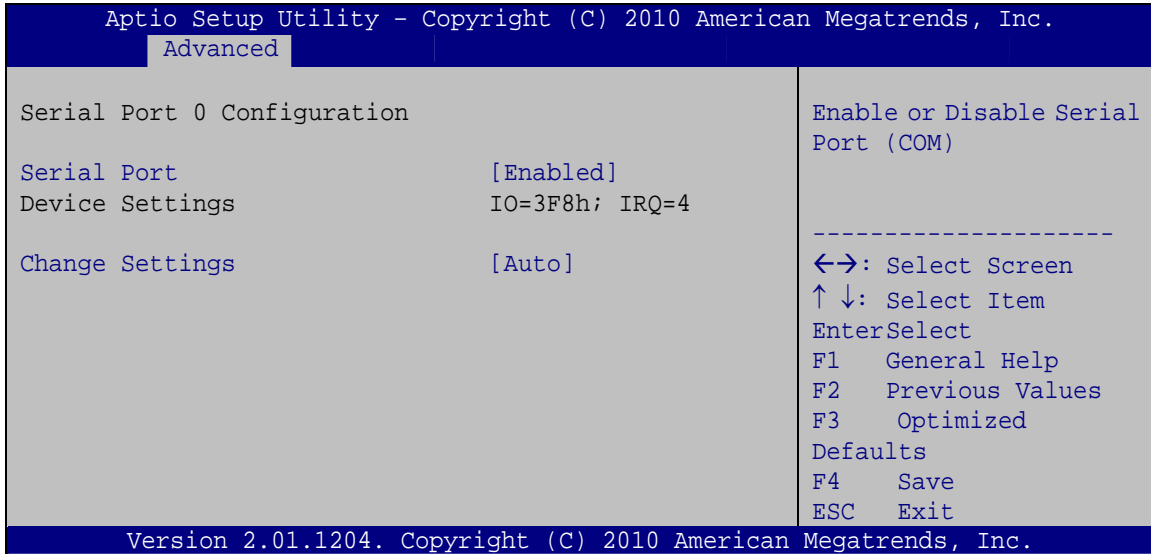 Aptio Setup Utility – Copyright (C) 2010 American Megatrends, Inc.
Advanced
Serial Port 0 Configuration
Serial Port [Enabled]
Device Settings IO=3F8h; IRQ=4
Change Settings [Auto]
Enable or Disable Serial
Port (COM)
---------------------
←→: Select Screen
↑ ↓: Select Item
EnterSelect
F1 General Help
F2 Previous Values
F3 Optimized
Defaults
F4 Save
ESC Exit
Version 2.01.1204. Copyright (C) 2010 American Megatrends, Inc.